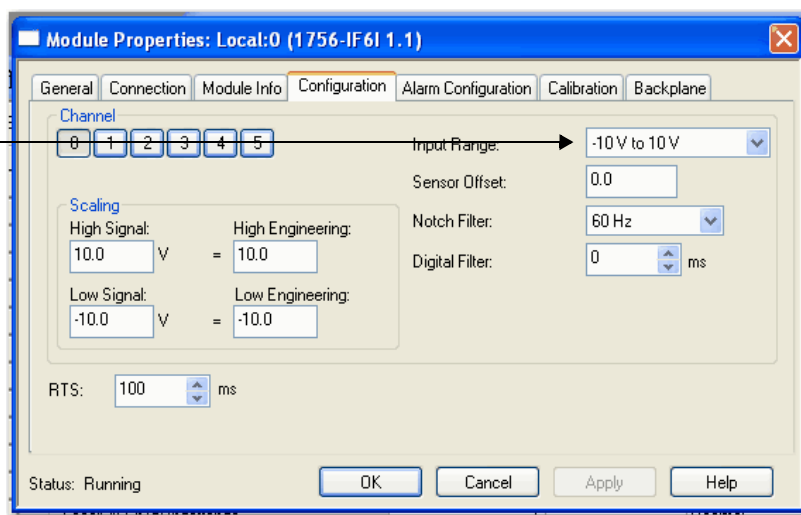 Module Properties: Local:0 (1756-IF6I 1.1)
General Connection Module Info Configuration Alarm Configuration Calibration Backplane
Channel
0 1 2 3 4 5
Input Range: -10 V to 10 V
Sensor Offset: 0.0
Notch Filter: 60 Hz
Digital Filter: 0 ms
Scaling
High Signal: High Engineering:
10.0 V = 10.0
Low Signal: Low Engineering:
-10.0 V = -10.0
RTS: 100 ms
Status: Running OK Cancel Apply Help